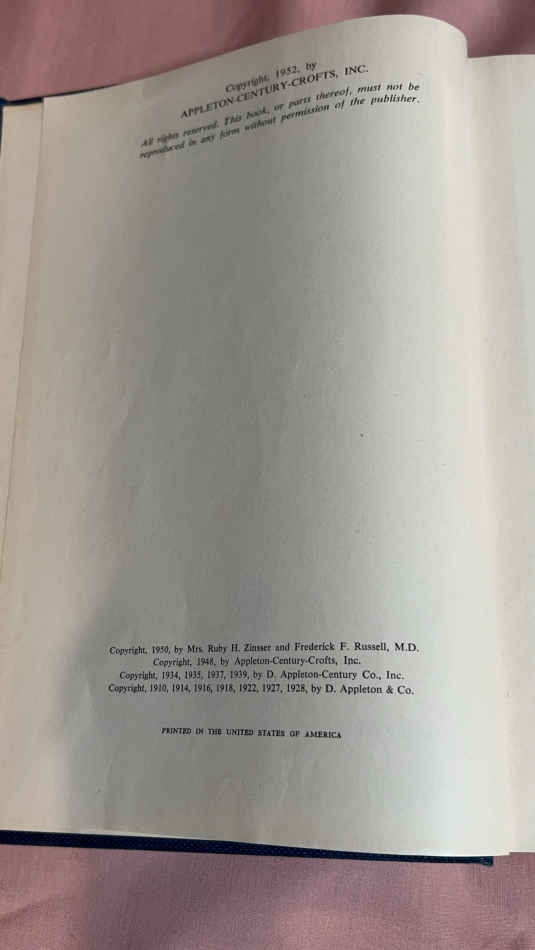 Copyright, 1952, by
APPLETON-CENTURY-CROFTS, INC.
All rights reserved. This book, or parts thereof, must not be
reproduced in any form without permission of the publisher.
Copyright, 1950, by Mrs. Ruby H. Zinsser and Frederick F. Russell, M.D.
Copyright, 1948, by Appleton-Century-Crofts, Inc.
Copyright, 1934, 1935, 1937, 1939, by D. Appleton-Century Co., Inc.
Copyright, 1910, 1914, 1916, 1918, 1922, 1927, 1928, by D. Appleton & Co.
PRINTED IN THE UNITED STATES OF AMERICA